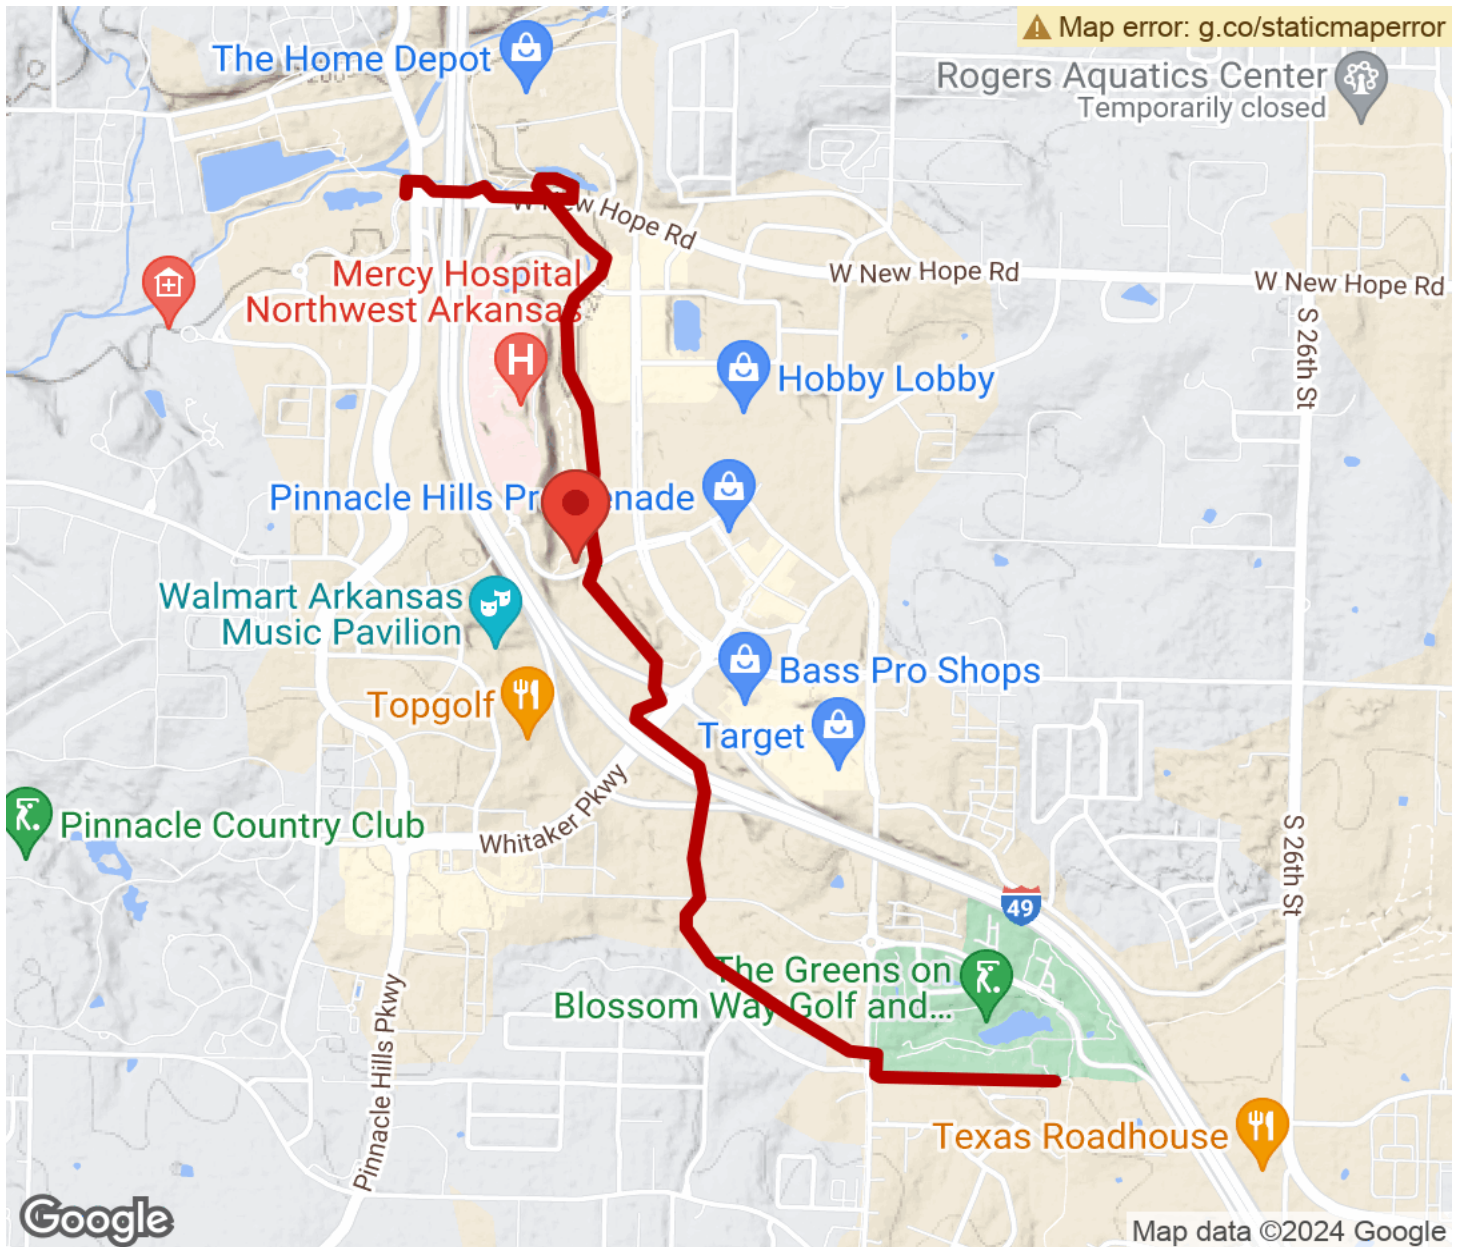 Map error: g.co/staticmaperror
The Home Depot
Rogers Aquatics Center
Temporarily closed
W New Hope Rd
W New Hope Rd
W New Hope Rd
Mercy Hospital
Northwest Arkansas
H
S 26th St
Hobby Lobby
Pinnacle Hills Pr enade
Walmart Arkansas
Music Pavilion
Bass Pro Shops
Topgolf
Target
Pinnacle Country Club
Whitaker Pkwy
S 26th St
49
The Greens on
Blossom Way Golf and...
Pinnacle Hills Pkwy
Texas Roadhouse
Google
Map data ©2024 Google